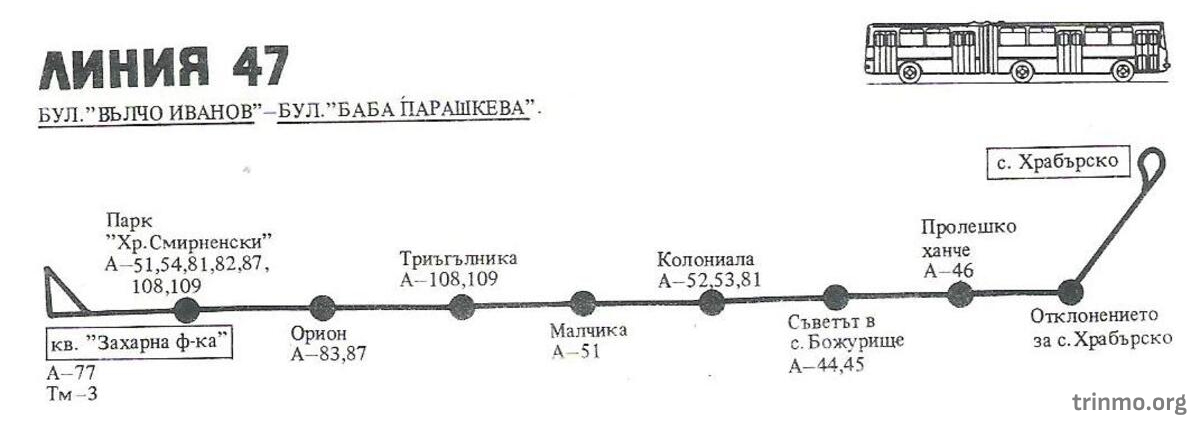 ЛИНИЯ 47
БУЛ."ВЪЛЧО ИВАНОВ"–БУЛ."БАБА ПАРАШКЕВА".
с. Храбърско
Парк
"Хр.Смирненски"
А–51,54,81,82,87,
108,109
Триъгълника
А–108,109
Колониала
А–52,53,81
Пролешко
ханче
А–46
кв. "Захарна ф-ка"
А–77
Тм –3
Орион
А–83,87
Малчика
А–51
Съветът в
с. Божурище
А–44,45
Отклонението
за с.Храбърско
trinmo.org